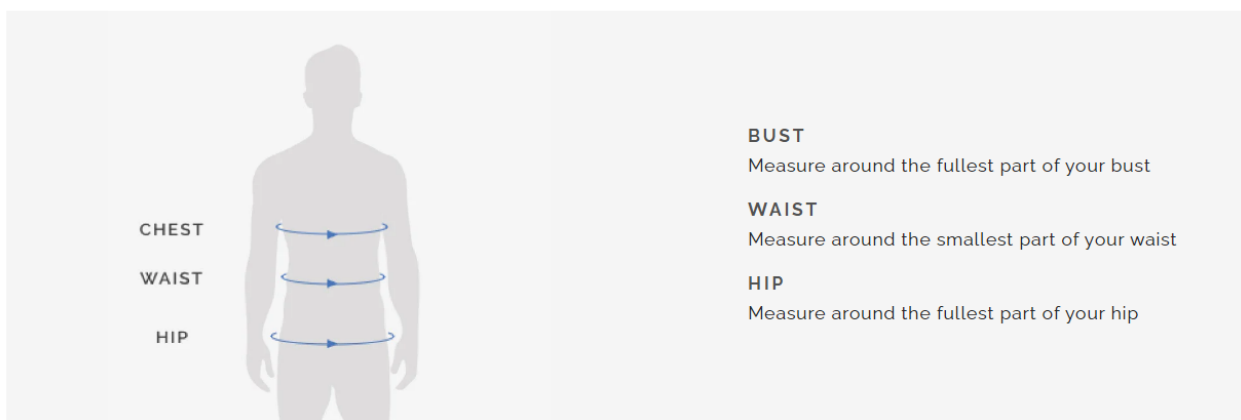 CHEST
WAIST
HIP
BUST
Measure around the fullest part of your bust
WAIST
Measure around the smallest part of your waist
HIP
Measure around the fullest part of your hip